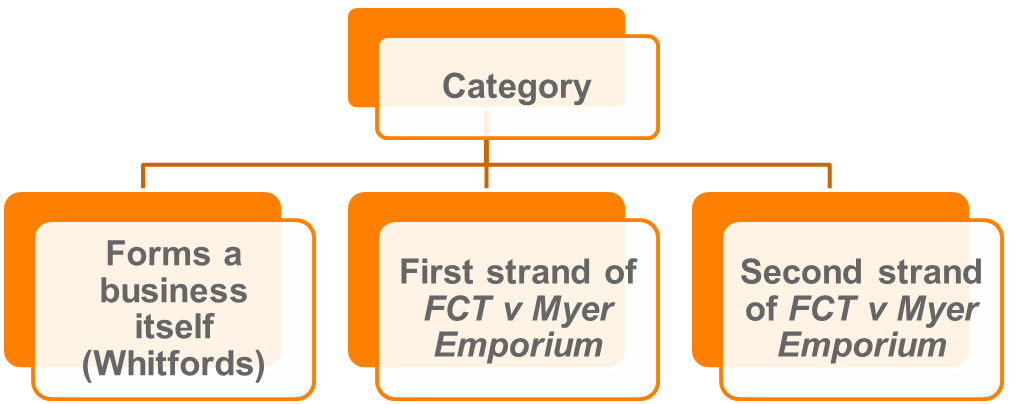 Category
Forms a
business
itself
(Whitfords)
First strand of
FCT v Myer
Emporium
Second strand
of FCT v Myer
Emporium